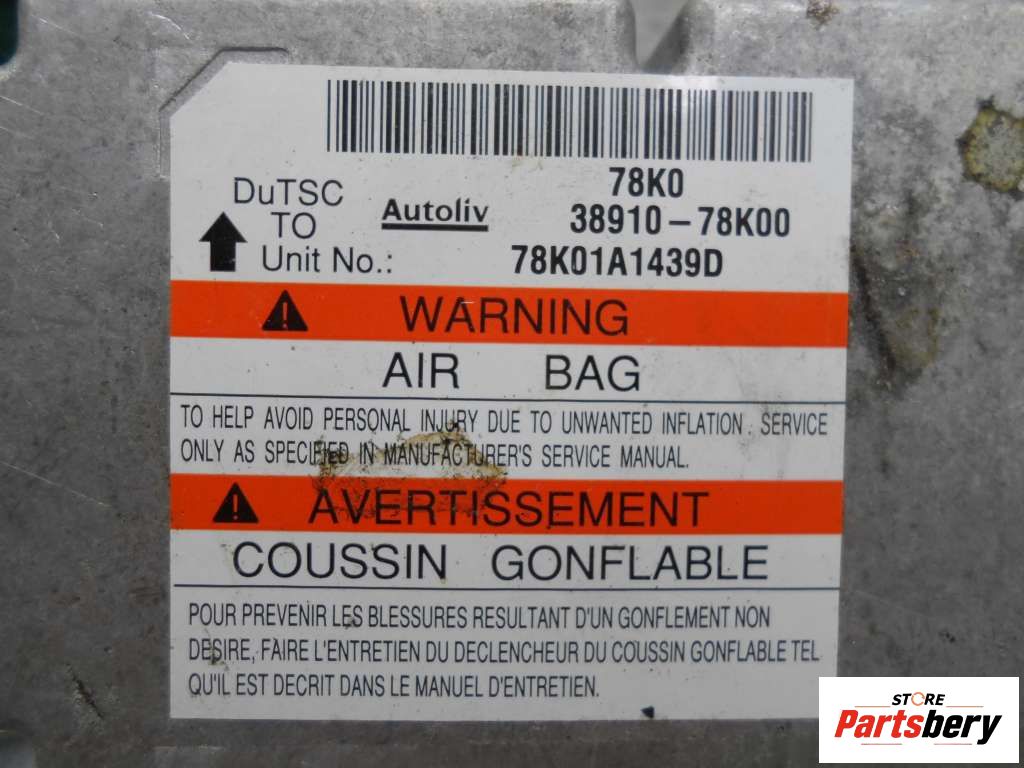 78K0
DuTSC
TO
Autoliv
38910-78K00
Unit No.: 78K01A1439D
WARNING
AIR BAG
TO HELP AVOID PERSONAL INJURY DUE TO UNWANTED INFLATION, SERVICE
ONLY AS SPECIFIED IN MANUFACTURER'S SERVICE MANUAL.
AVERTISSEMENT
COUSSIN GONFLABLE
POUR PREVENIR LES BLESSURES RESULTANT D'UN GONFLEMENT NON
DESIRE, FAIRE L'ENTRETIEN DU DECLENCHEUR DU COUSSIN GONFLABLE TEL
QU'IL EST DECRIT DANS LE MANUEL D'ENTRETIEN.
STORE
Partsbery